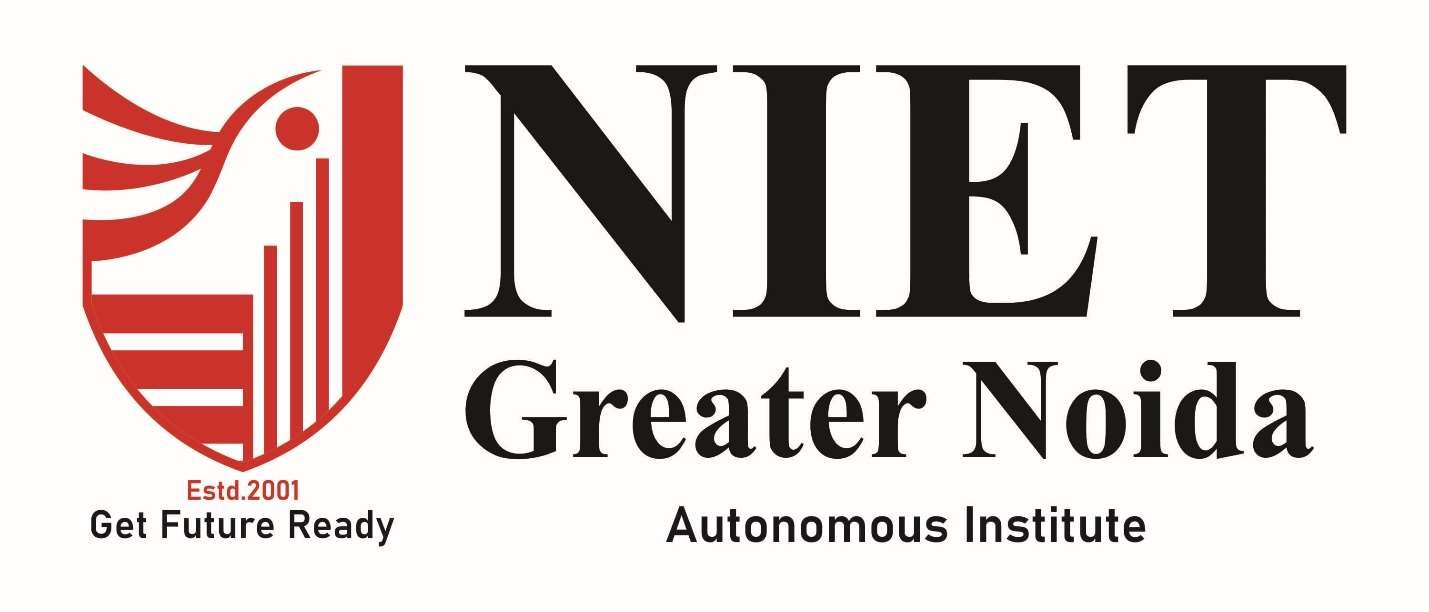 NIET
Greater Noida
Estd.2001
Get Future Ready
Autonomous Institute